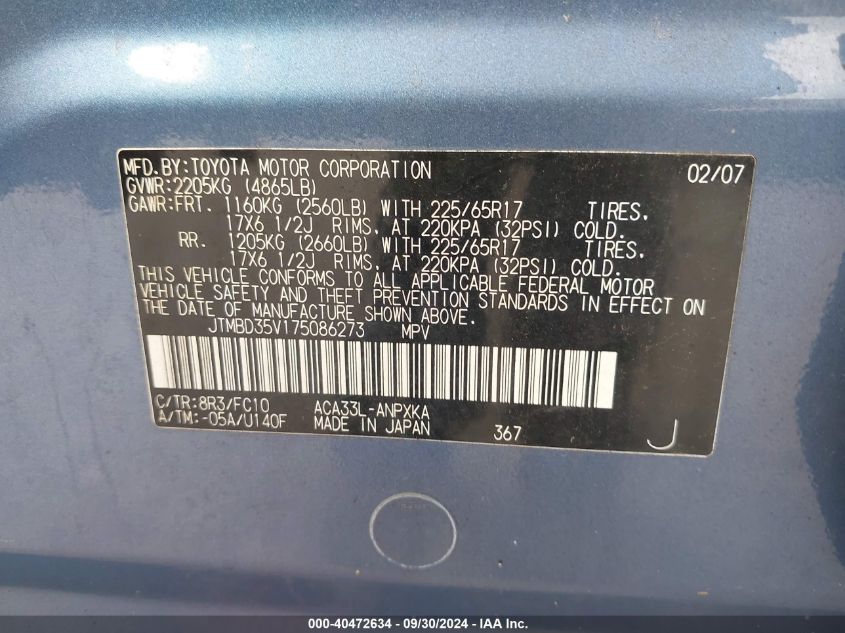 MFD.BY:TOYOTA MOTOR CORPORATION 02/07
GVWR:2205KG (4865LB)
GAWR:FRT. 1160KG (2560LB) WITH 225/65R17 TIRES.
17X6 1/2J RIMS. AT 220KPA (32PSI) COLD.
RR. 1205KG (2660LB) WITH 225/65R17 TIRES.
17X6 1/2J RIMS. AT 220KPA (32PSI) COLD.
THIS VEHICLE CONFORMS TO ALL APPLICABLE FEDERAL MOTOR
VEHICLE SAFETY AND THEFT PREVENTION STANDARDS IN EFFECT ON
THE DATE OF MANUFACTURE SHOWN ABOVE.
JTMBD35V175086273 MPV
C/TR:8R3/FC10 ACA33L-ANPXKA
A/TM:-05A/U140F MADE IN JAPAN 367 J
000-40472634 - 09/30/2024 - IAA Inc.